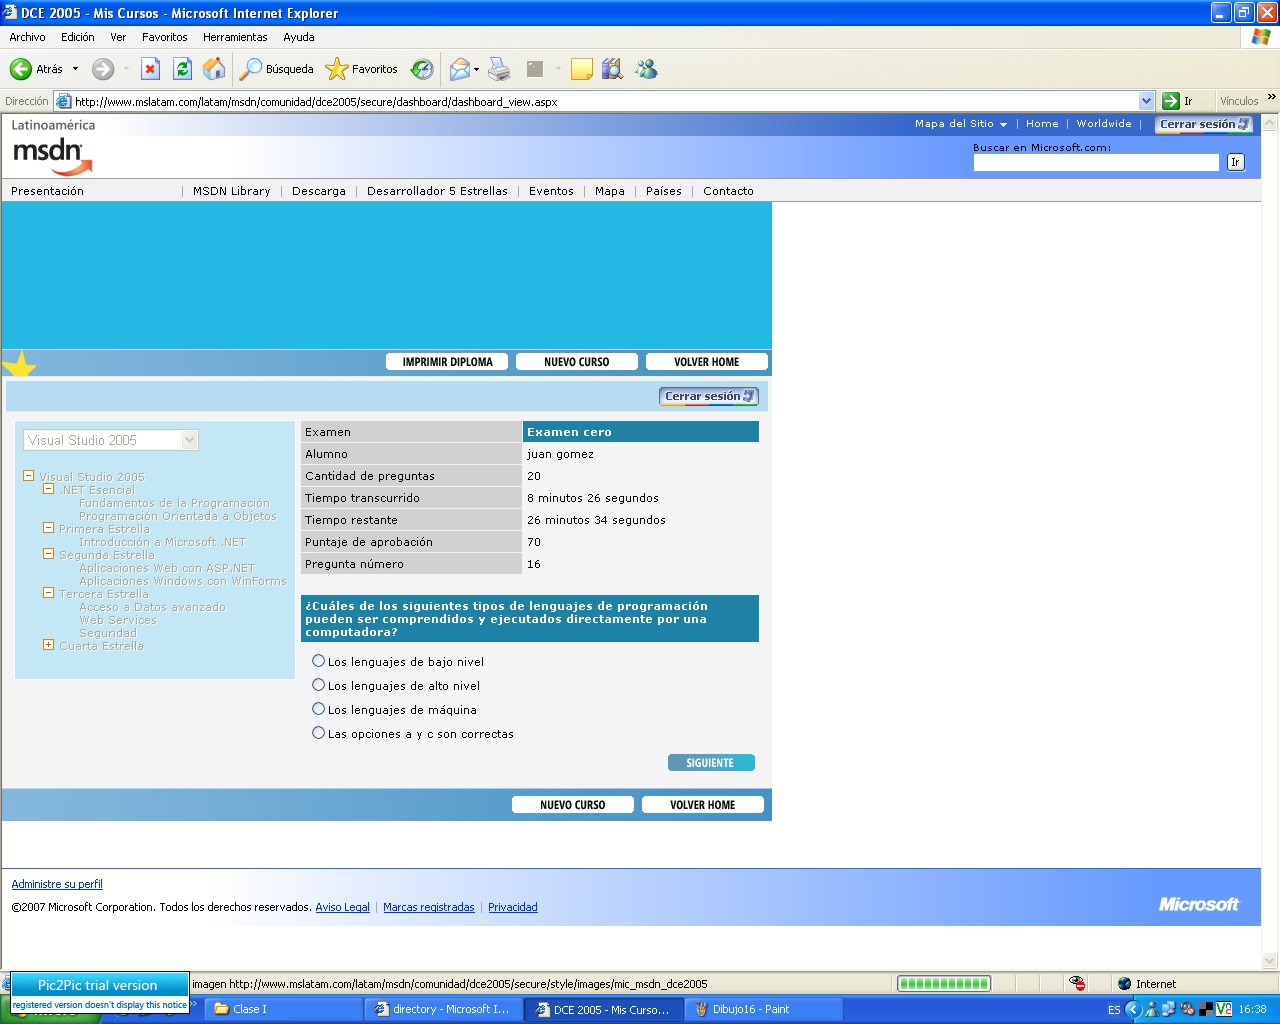 DCE 2005 - Mis Cursos - Microsoft Internet Explorer
Archivo Edición Ver Favoritos Herramientas Ayuda
Atrás Búsqueda Favoritos
Dirección http://www.mslatam.com/latam/msdn/comunidad/dce2005/secure/dashboard/dashboard_view.aspx Ir Vínculos »
Latinoamérica
msdn
Mapa del Sitio | Home | Worldwide | Cerrar sesión
Buscar en Microsoft.com:
Ir
Presentación | MSDN Library | Descarga | Desarrollador 5 Estrellas | Eventos | Mapa | Países | Contacto
IMPRIMIR DIPLOMA NUEVO CURSO VOLVER HOME
Cerrar sesión
Visual Studio 2005
Visual Studio 2005
.NET Esencial
Fundamentos de la Programación
Programación Orientada a Objetos
Primera Estrella
Introducción a Microsoft .NET
Segunda Estrella
Aplicaciones Web con ASP.NET
Aplicaciones Windows con WinForms
Tercera Estrella
Acceso a Datos avanzado
Web Services
Seguridad
Cuarta Estrella
Examen Examen cero
Alumno juan gomez
Cantidad de preguntas 20
Tiempo transcurrido 8 minutos 26 segundos
Tiempo restante 26 minutos 34 segundos
Puntaje de aprobación 70
Pregunta número 16
¿Cuáles de los siguientes tipos de lenguajes de programación
pueden ser comprendidos y ejecutados directamente por una
computadora?
Los lenguajes de bajo nivel
Los lenguajes de alto nivel
Los lenguajes de máquina
Las opciones a y c son correctas
SIGUIENTE
NUEVO CURSO VOLVER HOME
Administre su perfil
©2007 Microsoft Corporation. Todos los derechos reservados. Aviso Legal | Marcas registradas | Privacidad
Microsoft
Pic2Pic trial version
registered version doesn't display this notice
imagen http://www.mslatam.com/latam/msdn/comunidad/dce2005/secure/style/images/mic_msdn_dce2005 Internet
» Clase I directory - Microsoft I... DCE 2005 - Mis Curso... Dibujo16 - Paint ES 16:38